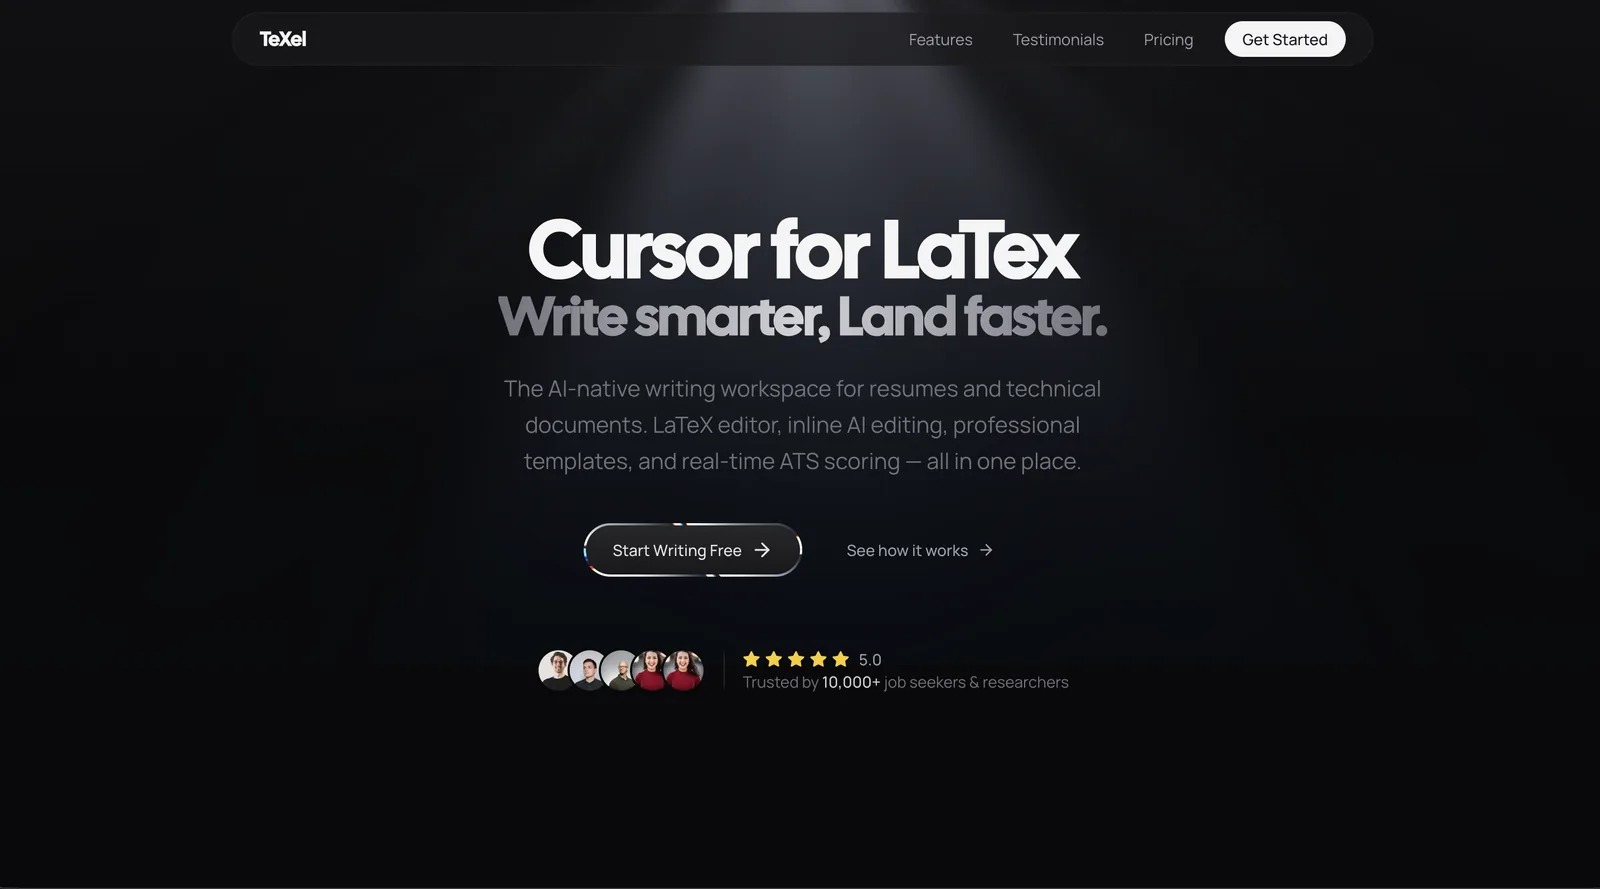 TeXel
Features
Testimonials
Pricing
Get Started
Cursor for LaTex
Write smarter, Land faster.
The AI-native writing workspace for resumes and technical
documents. LaTeX editor, inline AI editing, professional
templates, and real-time ATS scoring — all in one place.
Start Writing Free
See how it works
5.0
Trusted by 10,000+ job seekers & researchers